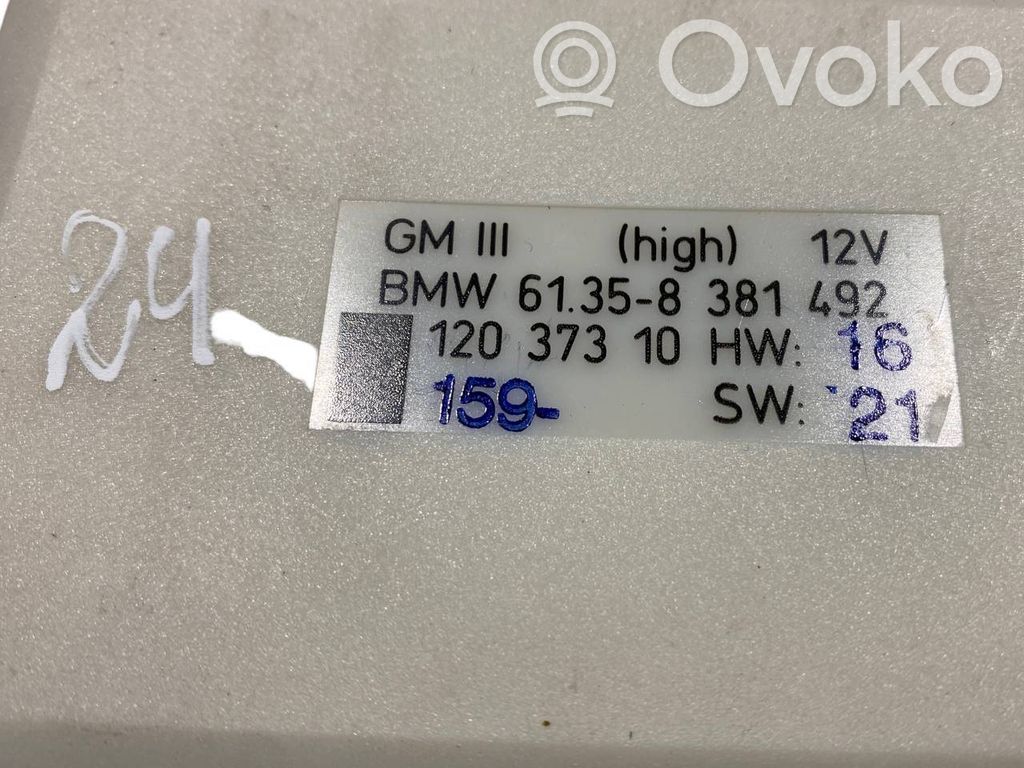 Ovoko
24
GM III (high) 12V
BMW 61.35-8 381 492
120 373 10 HW: 16
159- SW: 21